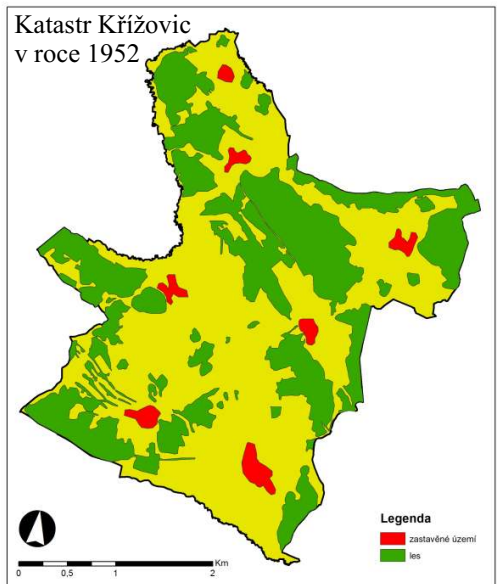 Katastr Křížovic
v roce 1952
Legenda
zastavěné území
les
Km
0 0,5 1 2